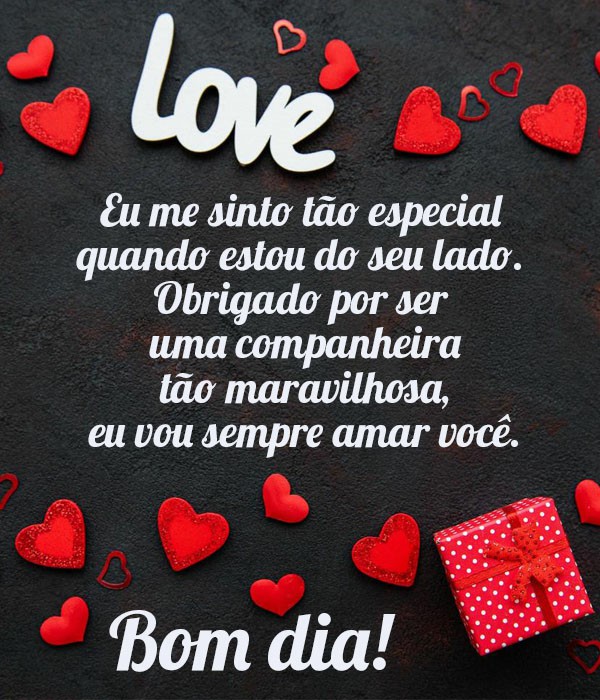 Love
Eu me sinto tão especial
quando estou do seu lado.
Obrigado por ser
uma companheira
tão maravilhosa,
eu vou sempre amar você.
Bom dia!